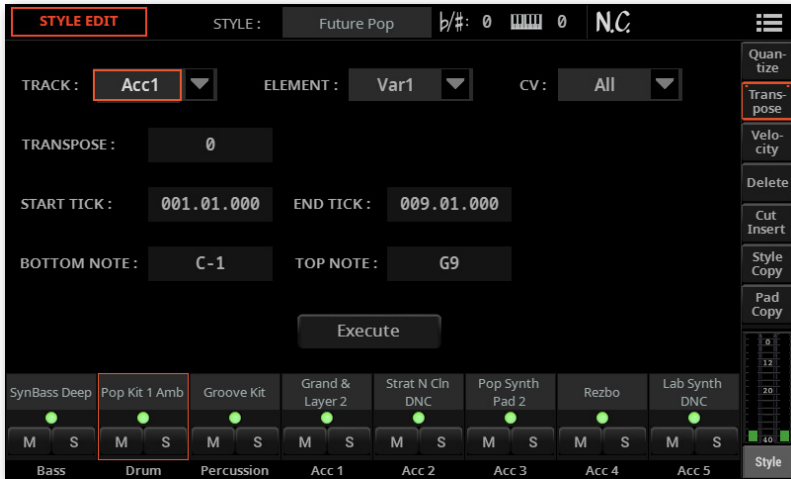 STYLE EDIT STYLE : Future Pop b/#: 0 0 N.C.
TRACK : Acc1 ELEMENT : Var1 CV : All
TRANSPOSE : 0
START TICK : 001.01.000 END TICK : 009.01.000
BOTTOM NOTE : C-1 TOP NOTE : G9
Execute
Quan-
tize
Trans-
pose
Velo-
city
Delete
Cut
Insert
Style
Copy
Pad
Copy
0
12
20
40
Style
SynBass Deep
Pop Kit 1 Amb
Groove Kit
Grand &
Layer 2
Strat N Cln
DNC
Pop Synth
Pad 2
Rezbo
Lab Synth
DNC
M S M S M S M S M S M S M S M S
Bass Drum Percussion Acc 1 Acc 2 Acc 3 Acc 4 Acc 5